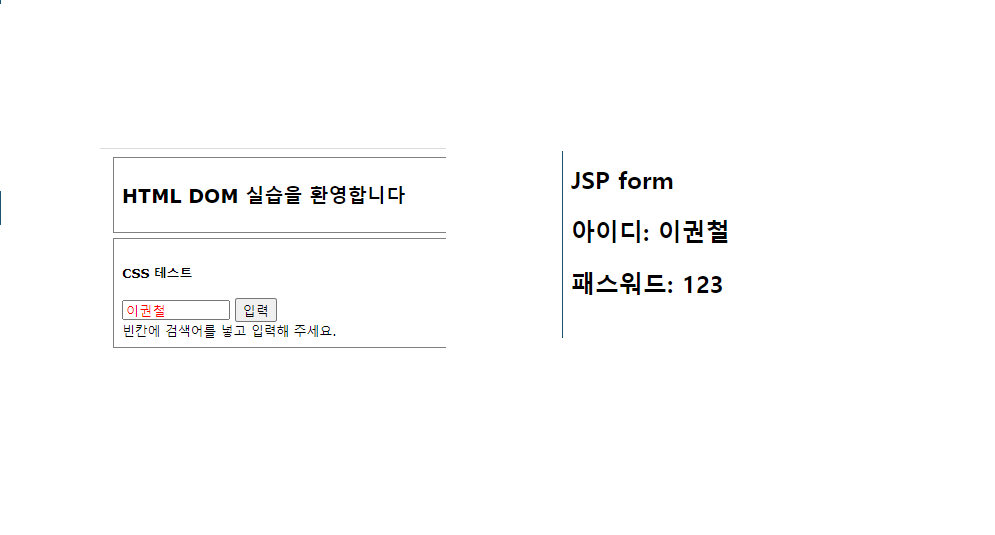 HTML DOM 실습을 환영합니다
CSS 테스트
이권철 입력
빈칸에 검색어를 넣고 입력해 주세요.
JSP form
아이디: 이권철
패스워드: 123